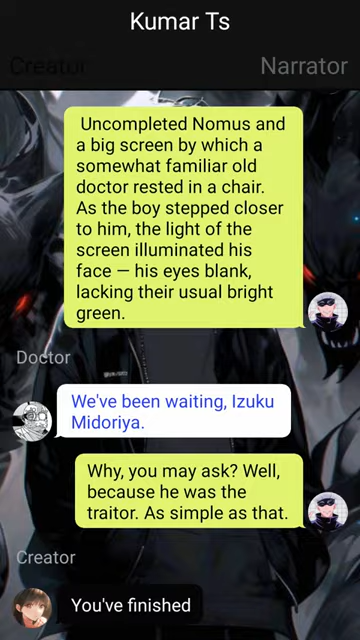 Kumar Ts
Creator
Narrator
Uncompleted Nomus and
a big screen by which a
somewhat familiar old
doctor rested in a chair.
As the boy stepped closer
to him, the light of the
screen illuminated his
face — his eyes blank,
lacking their usual bright
green.
Doctor
We've been waiting, Izuku
Midoriya.
Why, you may ask? Well,
because he was the
traitor. As simple as that.
Creator
You've finished